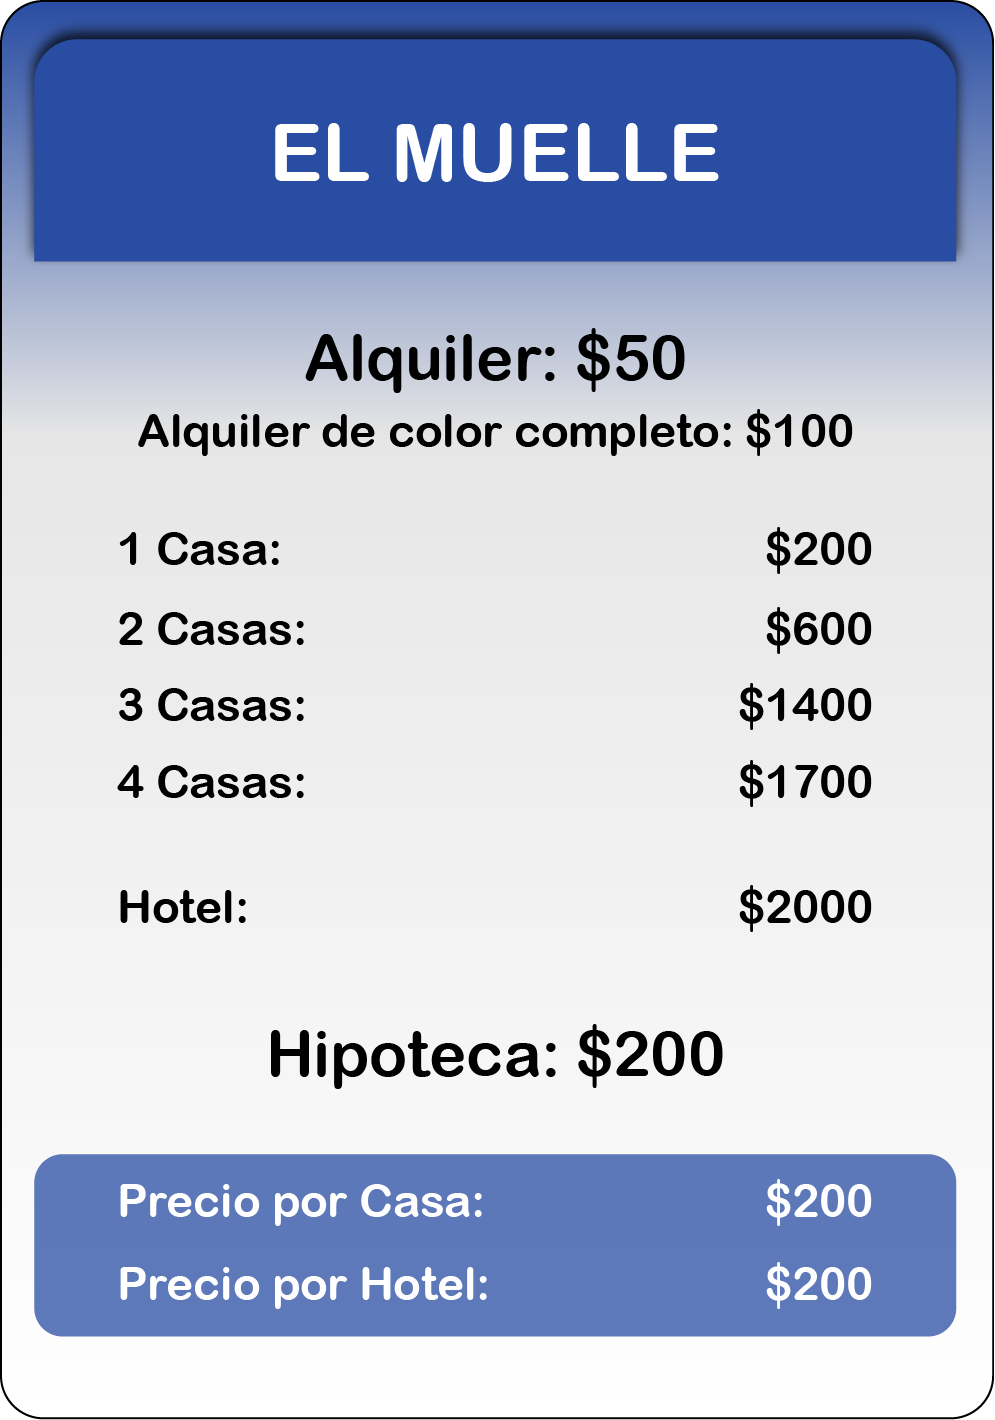 EL MUELLE
Alquiler: $50
Alquiler de color completo: $100
1 Casa: $200
2 Casas: $600
3 Casas: $1400
4 Casas: $1700
Hotel: $2000
Hipoteca: $200
Precio por Casa: $200
Precio por Hotel: $200